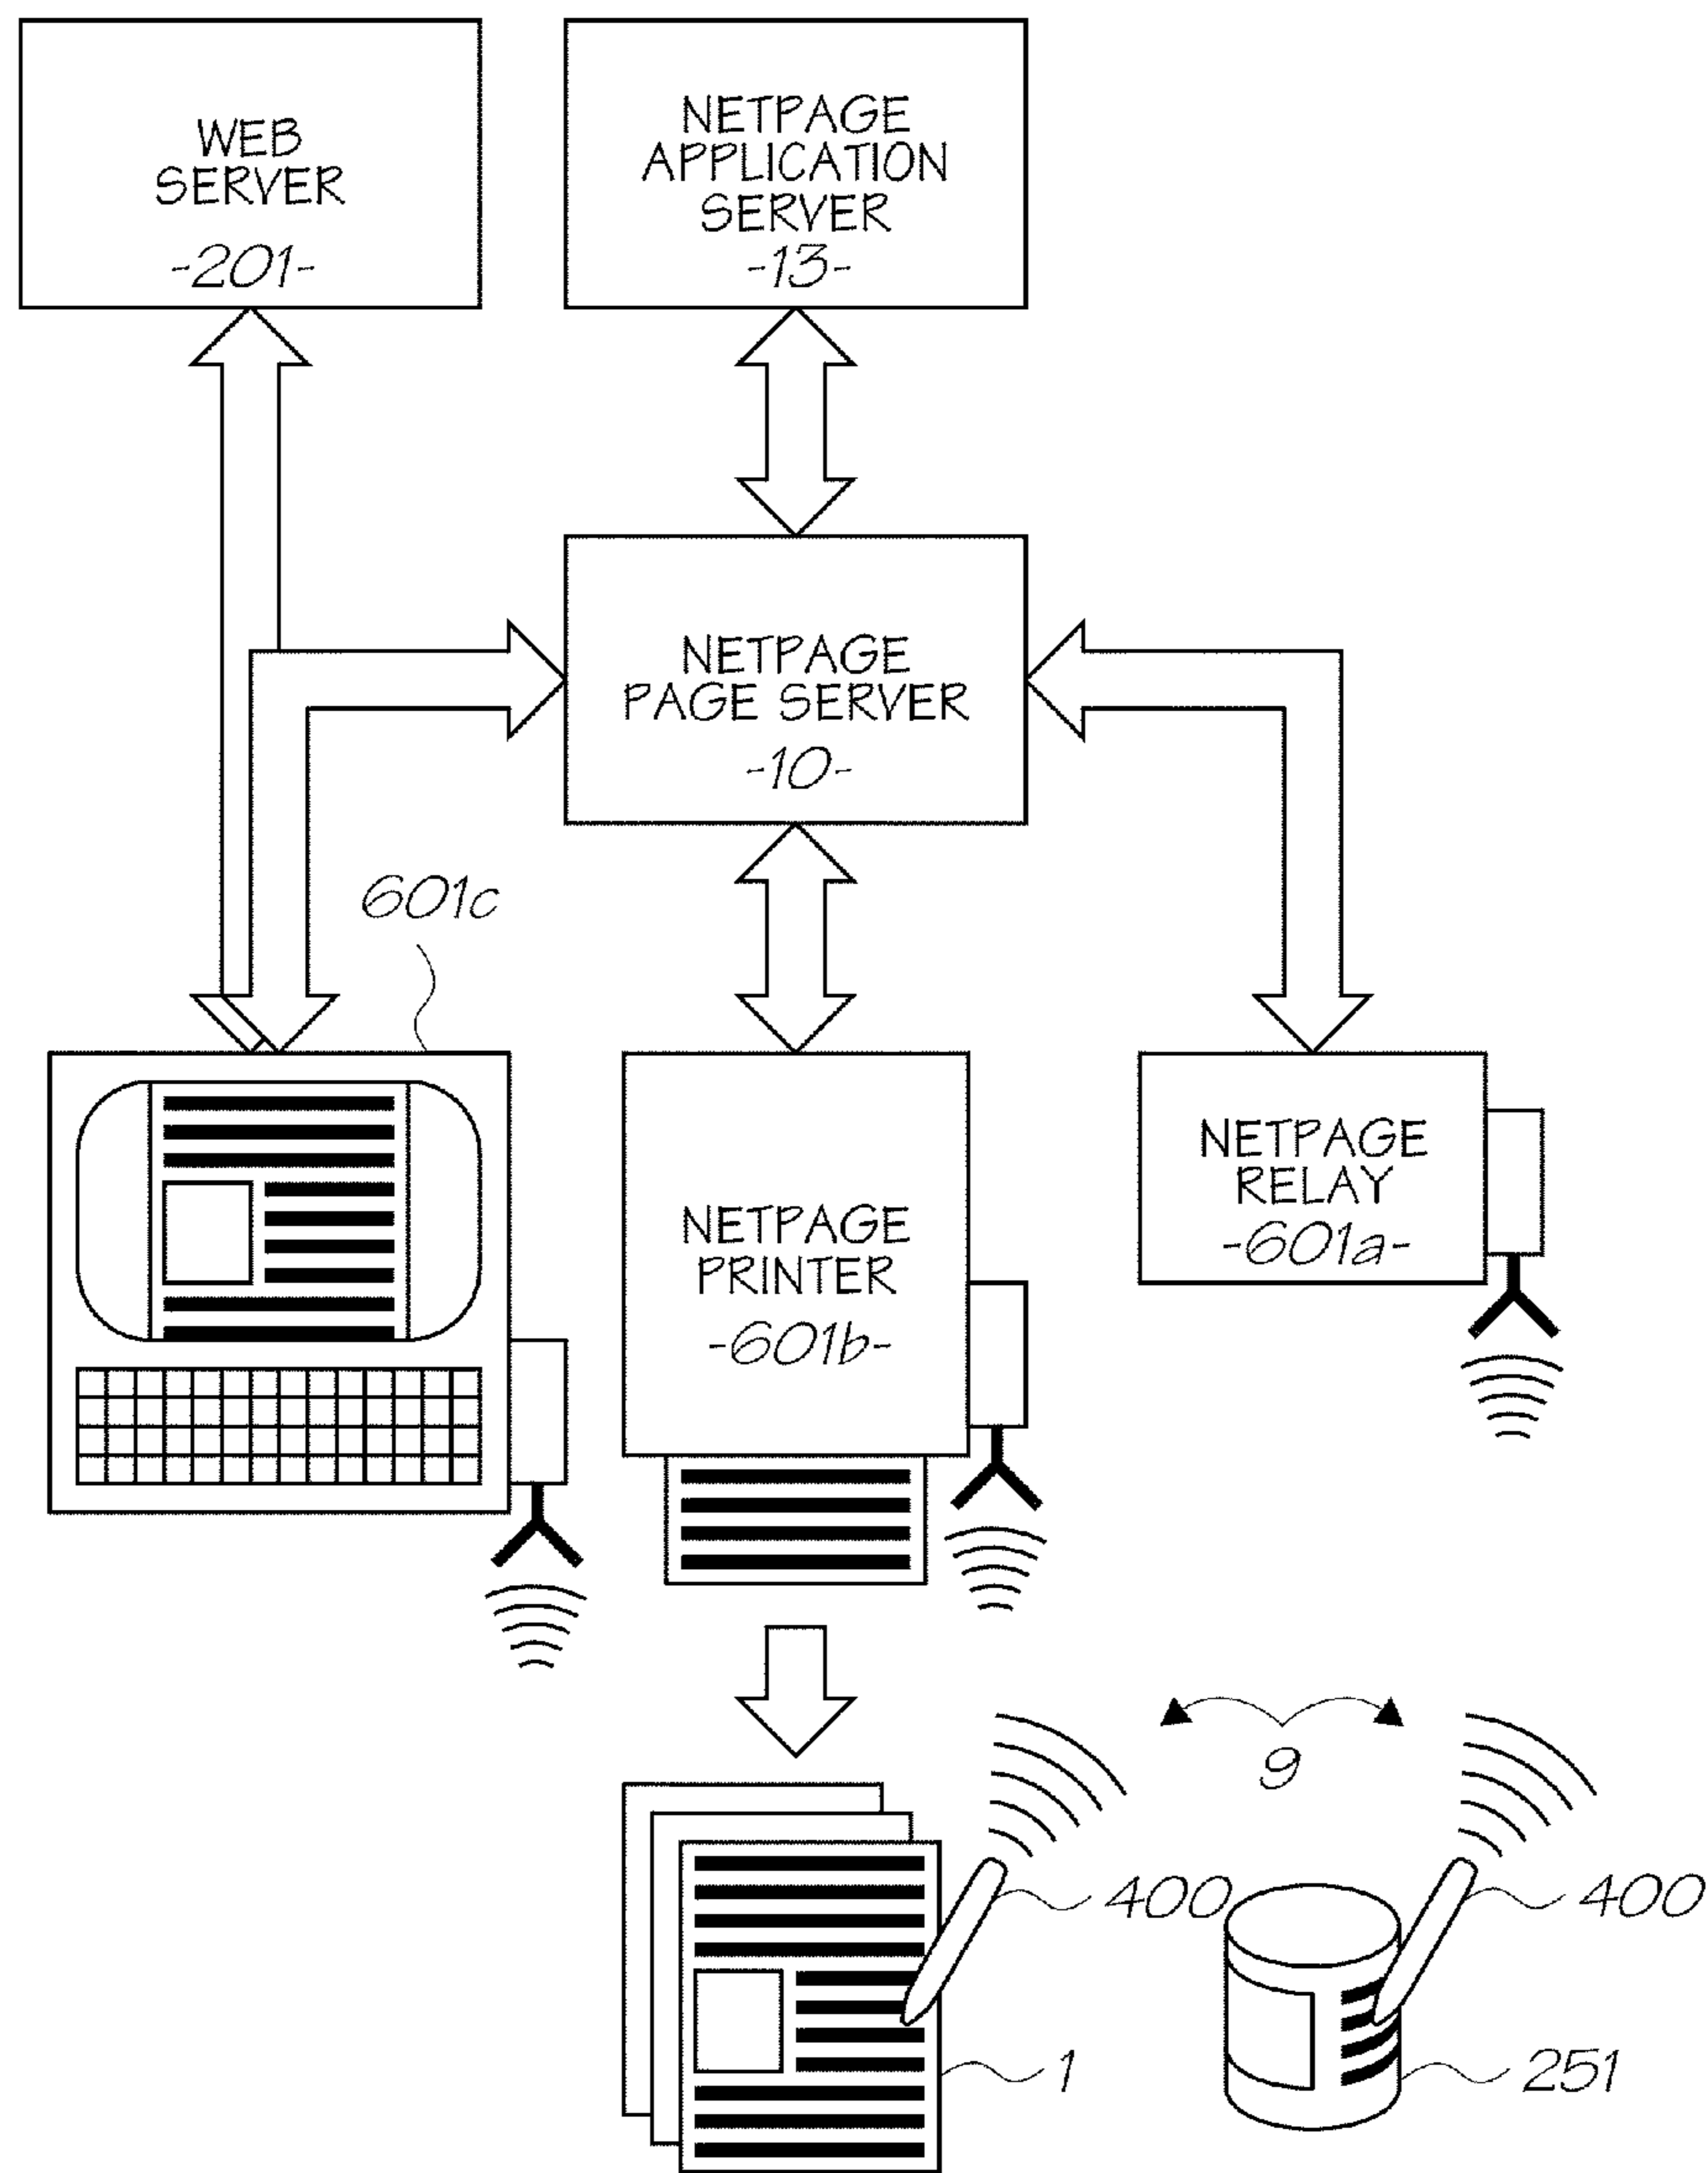 WEB
SERVER
-201-
NETPAGE
APPLICATION
SERVER
-13-
NETPAGE
PAGE SERVER
-10-
601c
NETPAGE
PRINTER
-601b-
NETPAGE
RELAY
-601a-
9
400
400
1
251